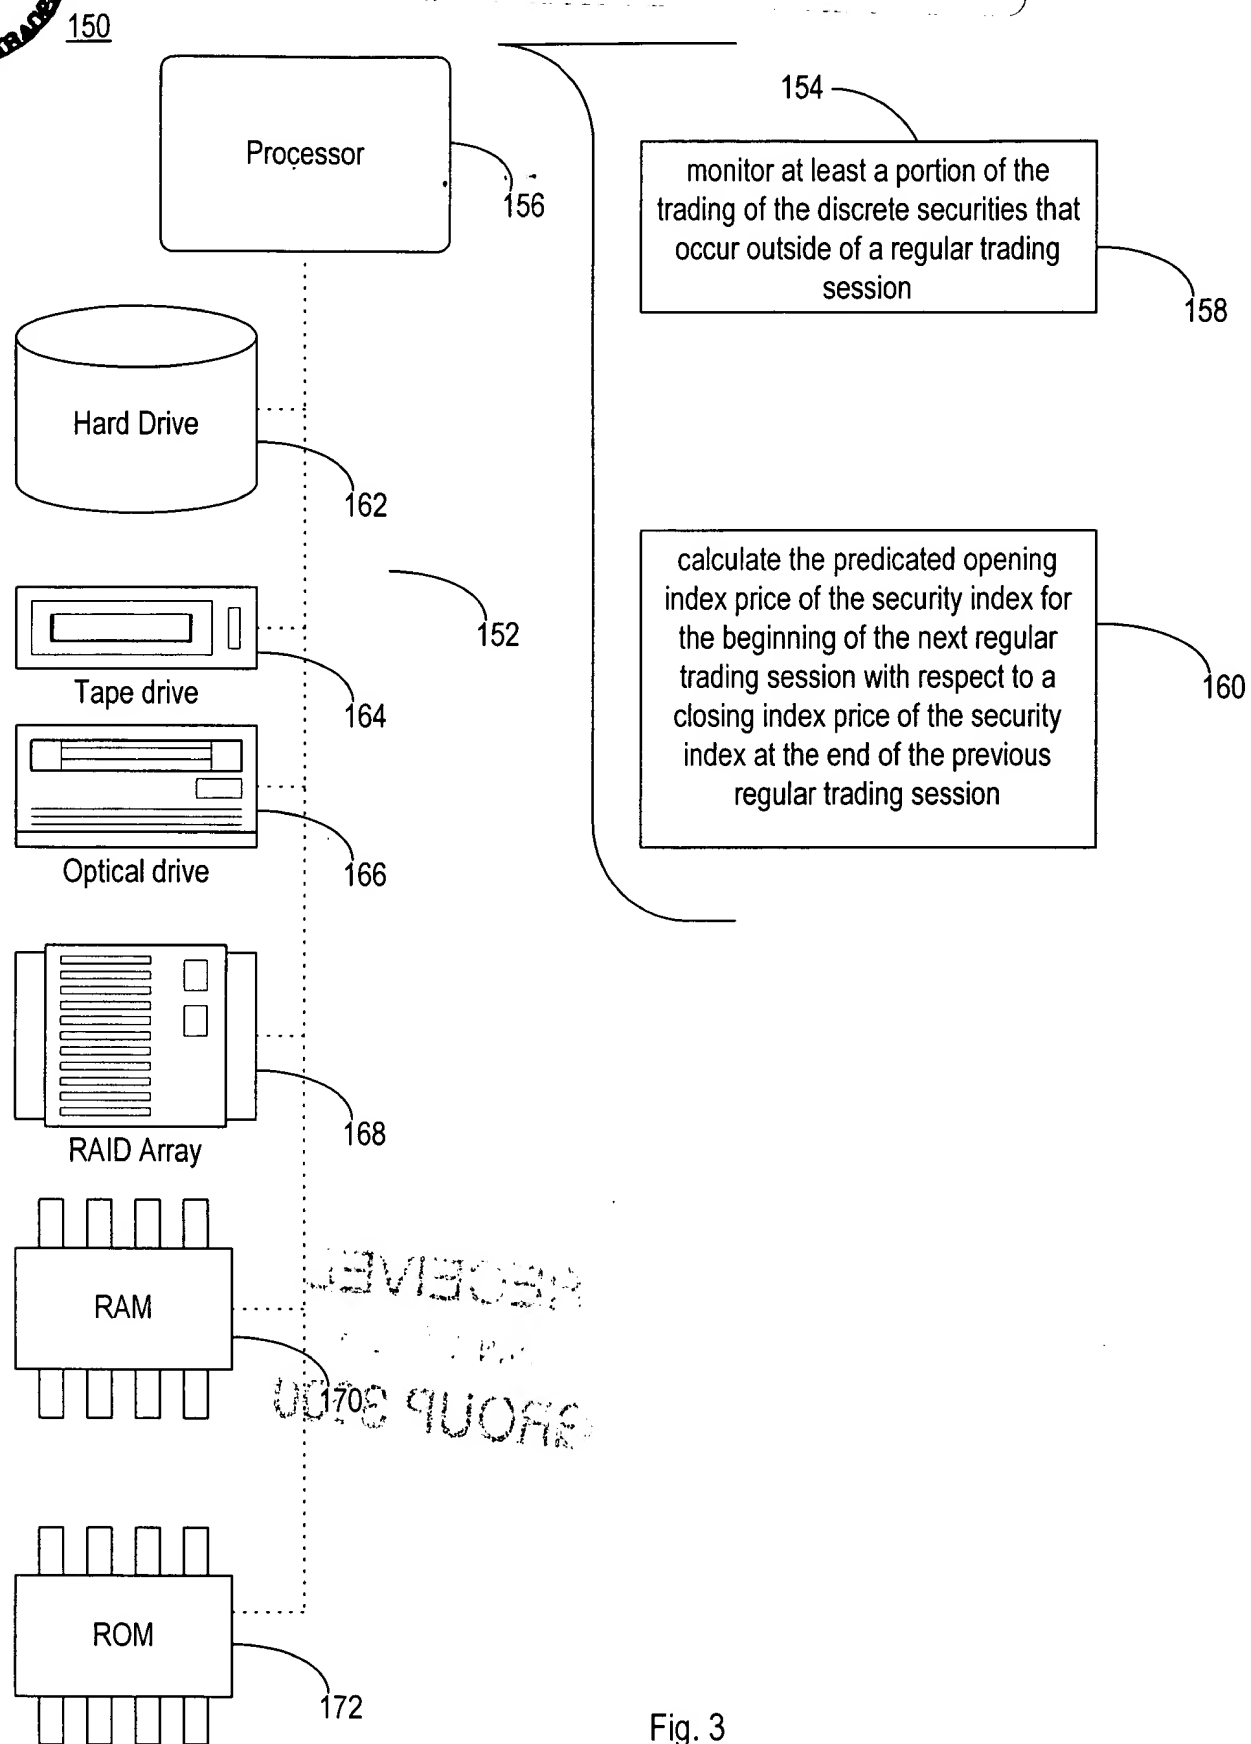 150
Processor
156
154
monitor at least a portion of the
trading of the discrete securities that
occur outside of a regular trading
session
158
Hard Drive
162
152
calculate the predicated opening
index price of the security index for
the beginning of the next regular
trading session with respect to a
closing index price of the security
index at the end of the previous
regular trading session
160
Tape drive
164
Optical drive
166
RAID Array
168
RAM
170
RECEIVED
GROUP
ROM
172
Fig. 3